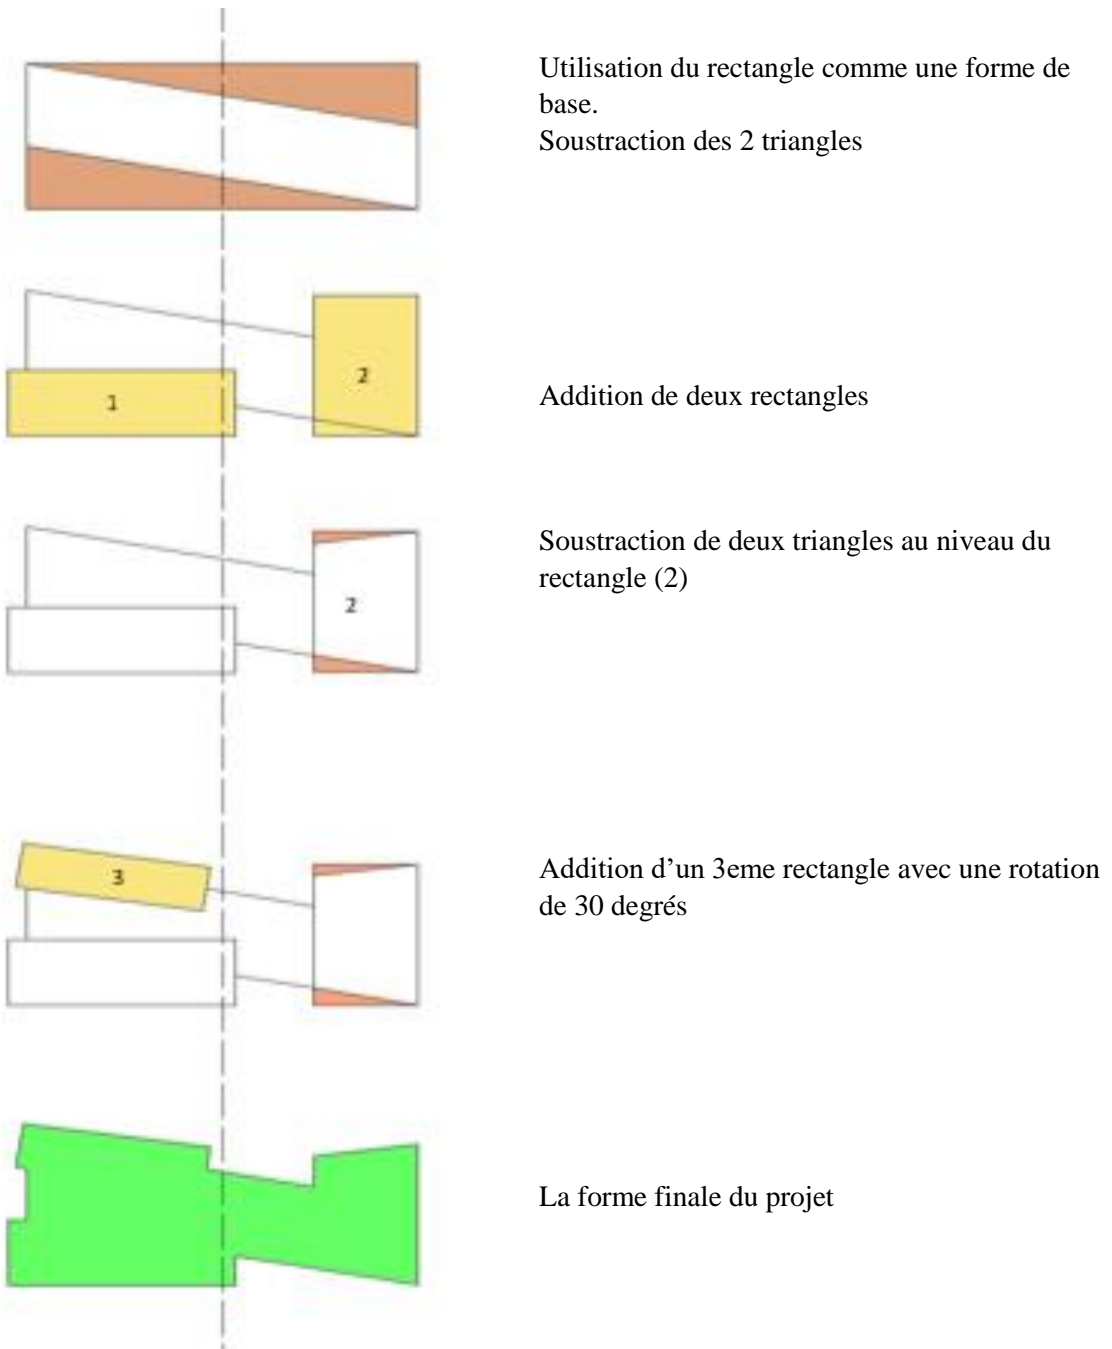 Utilisation du rectangle comme une forme de
base.
Soustraction des 2 triangles
1
2
Addition de deux rectangles
2
Soustraction de deux triangles au niveau du
rectangle (2)
3
Addition d’un 3eme rectangle avec une rotation
de 30 degrés
La forme finale du projet